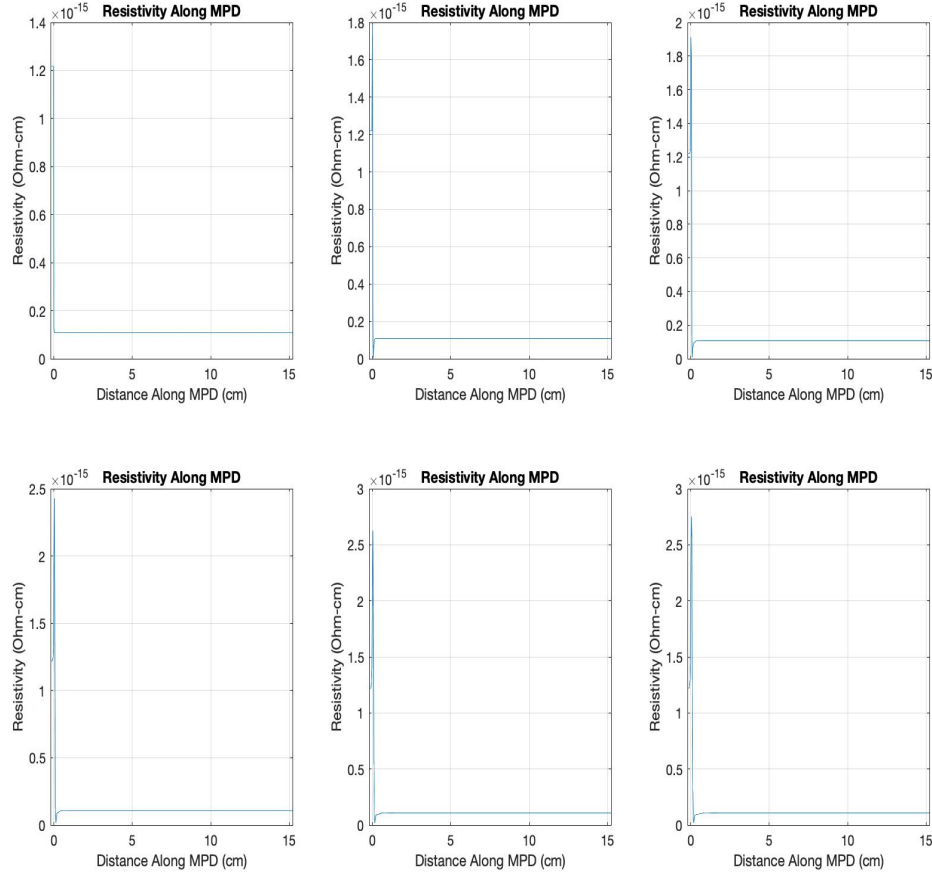 ×10⁻¹⁵ Resistivity Along MPD
1.4
1.2
1
0.8
0.6
0.4
0.2
0
Resistivity (Ohm-cm)
0 5 10 15
Distance Along MPD (cm)
×10⁻¹⁵ Resistivity Along MPD
1.8
1.6
1.4
1.2
1
0.8
0.6
0.4
0.2
0
Resistivity (Ohm-cm)
0 5 10 15
Distance Along MPD (cm)
×10⁻¹⁵ Resistivity Along MPD
2
1.8
1.6
1.4
1.2
1
0.8
0.6
0.4
0.2
0
Resistivity (Ohm-cm)
0 5 10 15
Distance Along MPD (cm)
×10⁻¹⁵ Resistivity Along MPD
2.5
2
1.5
1
0.5
0
Resistivity (Ohm-cm)
0 5 10 15
Distance Along MPD (cm)
×10⁻¹⁵ Resistivity Along MPD
3
2.5
2
1.5
1
0.5
0
Resistivity (Ohm-cm)
0 5 10 15
Distance Along MPD (cm)
×10⁻¹⁵ Resistivity Along MPD
3
2.5
2
1.5
1
0.5
0
Resistivity (Ohm-cm)
0 5 10 15
Distance Along MPD (cm)